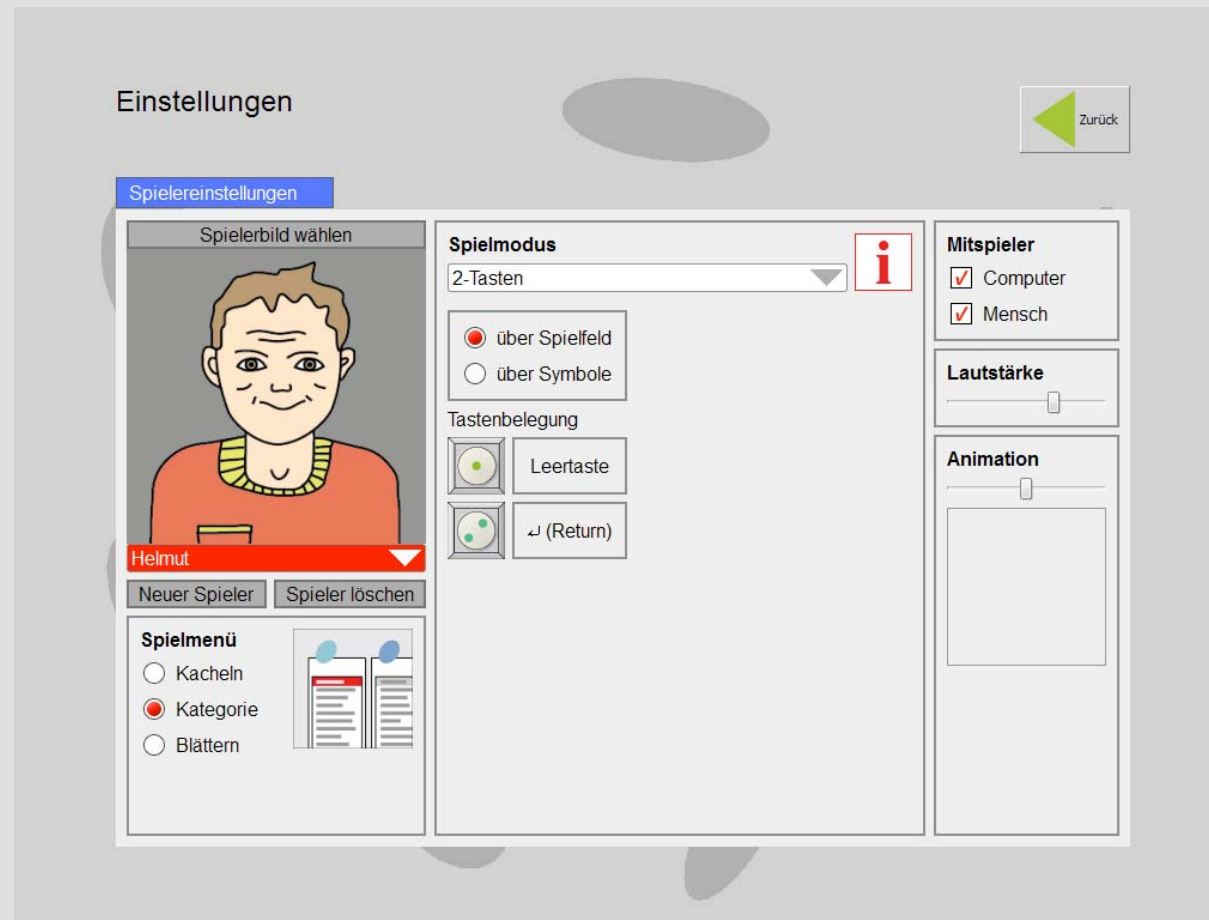 Einstellungen
Zurück
Spielereinstellungen
Spielerbild wählen
Helmut
Neuer Spieler
Spieler löschen
Spielmenü
Kacheln
Kategorie
Blättern
Spielmodus
2-Tasten
i
über Spielfeld
über Symbole
Tastenbelegung
Leertaste
↵ (Return)
Mitspieler
Computer
Mensch
Lautstärke
Animation